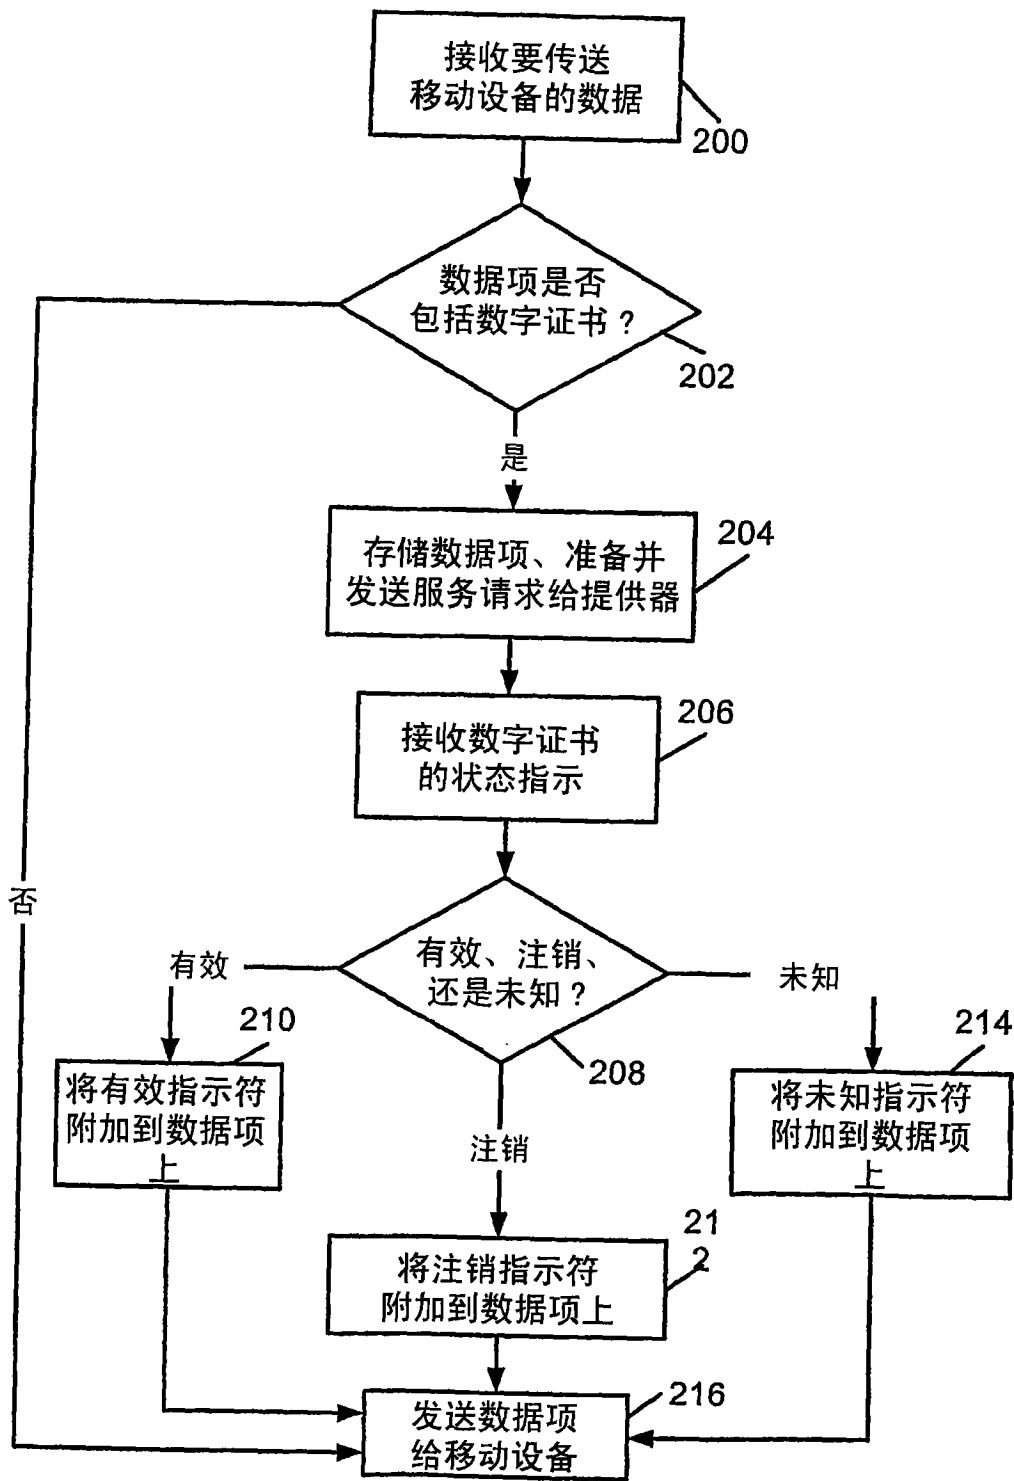 接收要传送
移动设备的数据
200
数据项是否
包括数字证书？
202
是
204
存储数据项、准备并
发送服务请求给提供器
206
接收数字证书
的状态指示
否
有效
有效、注销、
还是未知？
未知
208
210
将有效指示符
附加到数据项
上
214
将未知指示符
附加到数据项
上
注销
21
2
将注销指示符
附加到数据项上
216
发送数据项
给移动设备